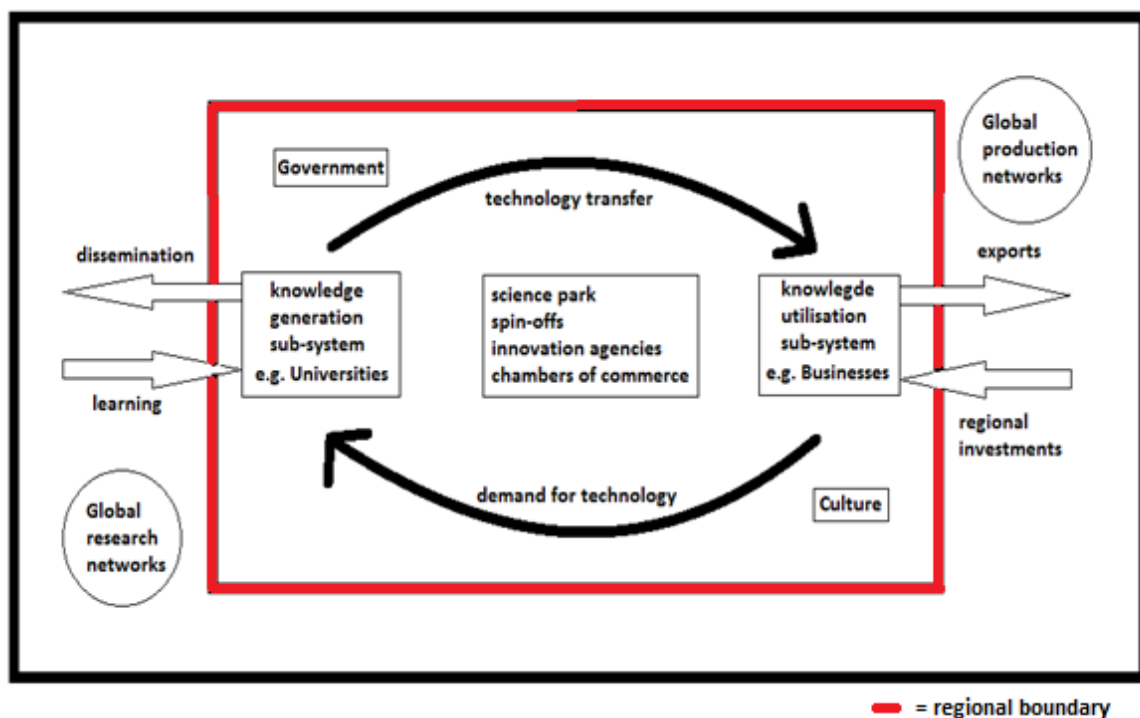 Government
Global
production
networks
technology transfer
dissemination
exports
knowledge
generation
sub-system
e.g. Universities
science park
spin-offs
innovation agencies
chambers of commerce
knowlegde
utilisation
sub-system
e.g. Businesses
learning
regional
investments
demand for technology
Culture
Global
research
networks
= regional boundary